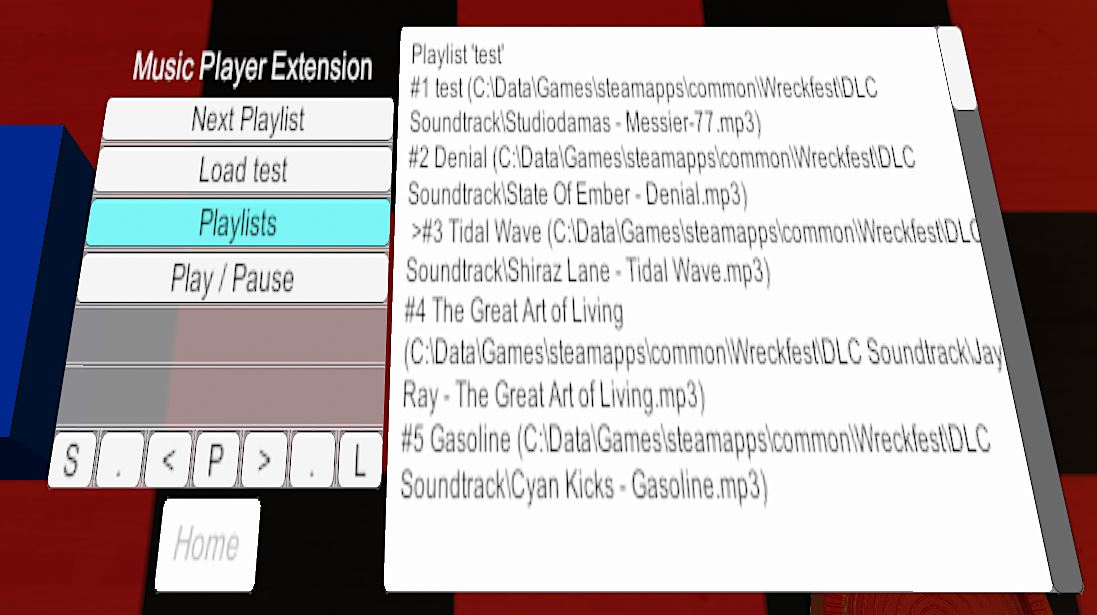 Music Player Extension
Next Playlist
Load test
Playlists
Play / Pause
S . < P > . L
Home
Playlist 'test'
#1 test (C:\Data\Games\steamapps\common\Wreckfest\DLC
Soundtrack\Studiodamas - Messier-77.mp3)
#2 Denial (C:\Data\Games\steamapps\common\Wreckfest\DLC
Soundtrack\State Of Ember - Denial.mp3)
>#3 Tidal Wave (C:\Data\Games\steamapps\common\Wreckfest\DLC
Soundtrack\Shiraz Lane - Tidal Wave.mp3)
#4 The Great Art of Living
(C:\Data\Games\steamapps\common\Wreckfest\DLC Soundtrack\Jay
Ray - The Great Art of Living.mp3)
#5 Gasoline (C:\Data\Games\steamapps\common\Wreckfest\DLC
Soundtrack\Cyan Kicks - Gasoline.mp3)